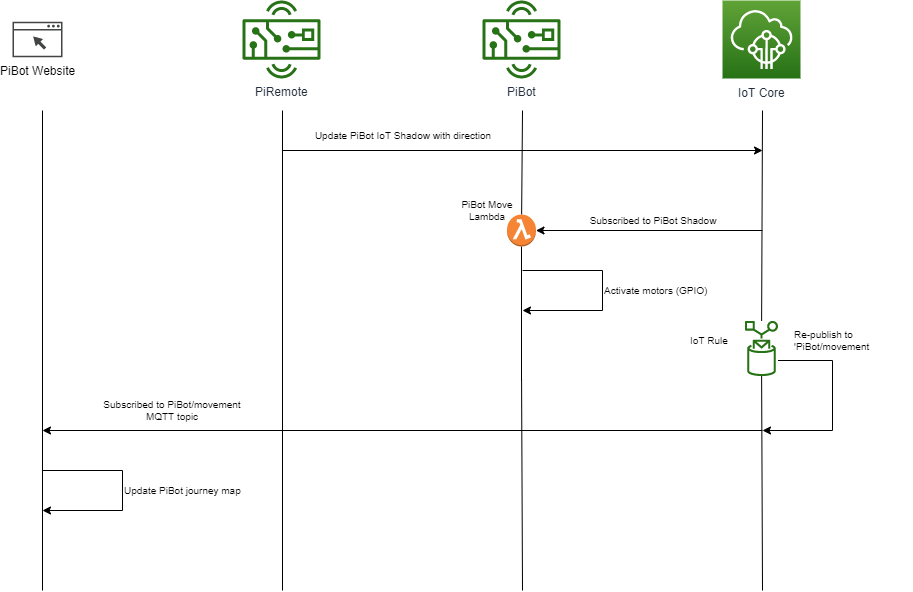 PiBot Website
PiRemote
PiBot
IoT Core
Update PiBot IoT Shadow with direction
PiBot Move
Lambda
Subscribed to PiBot Shadow
Activate motors (GPIO)
IoT Rule
Re-publish to
'PiBot/movement
Subscribed to PiBot/movement
MQTT topic
Update PiBot journey map